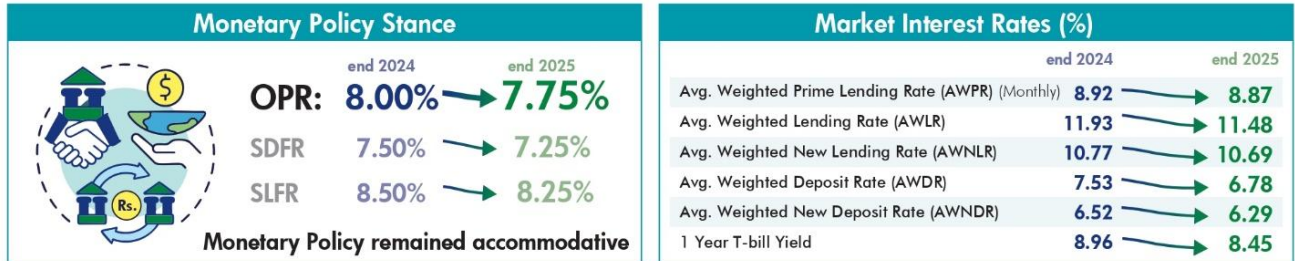 Monetary Policy Stance
end 2024 end 2025
OPR: 8.00% 7.75%
SDFR 7.50% 7.25%
SLFR 8.50% 8.25%
Rs.
$
Monetary Policy remained accommodative
Market Interest Rates (%)
end 2024 end 2025
Avg. Weighted Prime Lending Rate (AWPR) (Monthly) 8.92 8.87
Avg. Weighted Lending Rate (AWLR) 11.93 11.48
Avg. Weighted New Lending Rate (AWNLR) 10.77 10.69
Avg. Weighted Deposit Rate (AWDR) 7.53 6.78
Avg. Weighted New Deposit Rate (AWNDR) 6.52 6.29
1 Year T-bill Yield 8.96 8.45